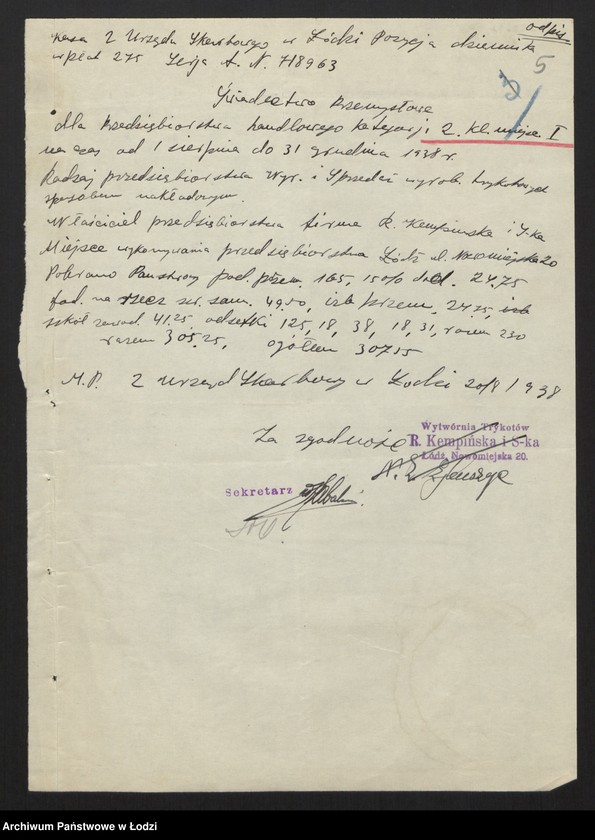 odpis
Kasa 2 Urzędu Skarbowego w Łódki Pozycja dziennika
wpłat 275 Serja A. N. 718963
5
Świadectwo Przemysłowe
dla Przedsiębiorstwa handlowego kategorji 2. kl. miejsc. I
na czas od 1 sierpnia do 31 grudnia 1938 r.
Rodzaj przedsiębiorstwa Wyr. i Sprzedaż wyrob. trykotowych
sposobem nakładowym.
Właściciel przedsiębiorstwa firma R. Kempińska i S-ka
Miejsce wykonywania przedsiębiorstwa Łódź ul. Nowomiejska 20
Pobrano Państwowy pod. przem. 165, 15% dod. 24.75
dod. na rzecz zw. sam. 49.50, izb przem. 24.75, izb
szkół zawod. 41.25 odsetki 125, 18, 38, 18, 31, razem 230
razem 305.25, ogółem 307.15
M.P. 2 Urząd Skarbowy w Łodzi 20/8 1938
Za zgodność
Wytwórnia Trykotów
R. Kempińska i S-ka
Łódź, Nowomiejska 20.
Sekretarz
Archiwum Państwowe w Łodzi